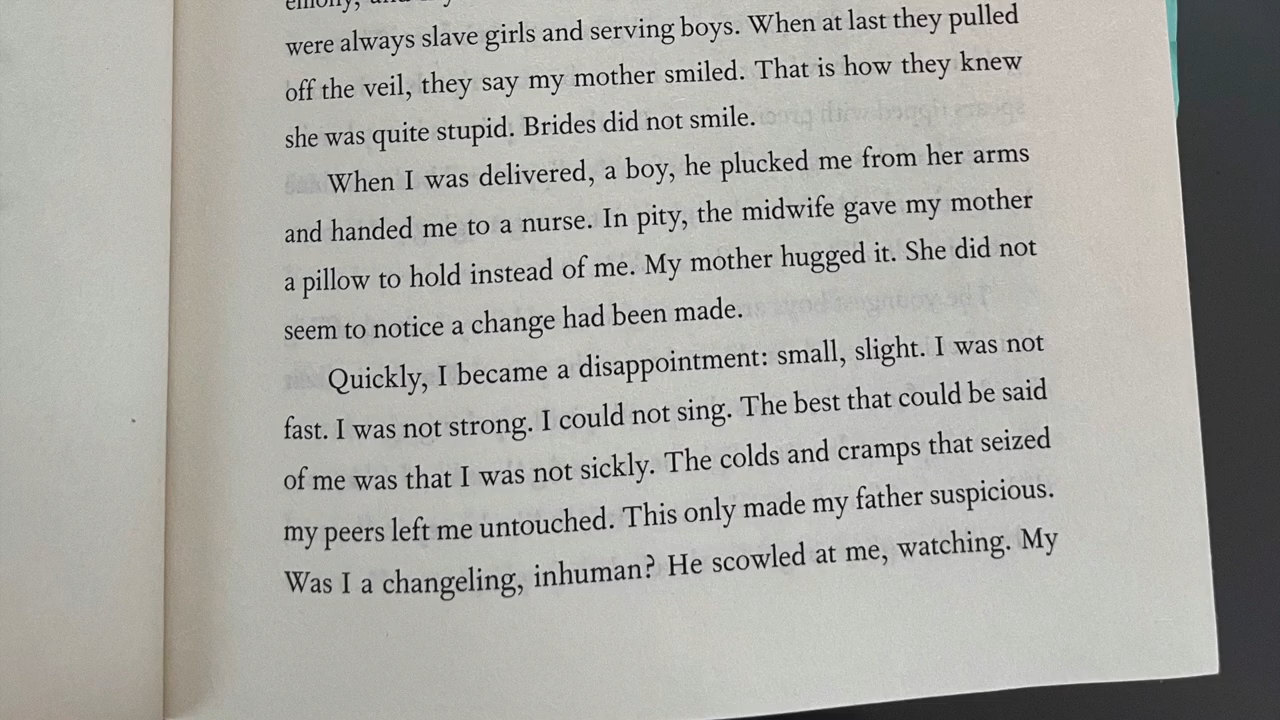 were always slave girls and serving boys. When at last they pulled
off the veil, they say my mother smiled. That is how they knew
she was quite stupid. Brides did not smile.
When I was delivered, a boy, he plucked me from her arms
and handed me to a nurse. In pity, the midwife gave my mother
a pillow to hold instead of me. My mother hugged it. She did not
seem to notice a change had been made.
Quickly, I became a disappointment: small, slight. I was not
fast. I was not strong. I could not sing. The best that could be said
of me was that I was not sickly. The colds and cramps that seized
my peers left me untouched. This only made my father suspicious.
Was I a changeling, inhuman? He scowled at me, watching. My